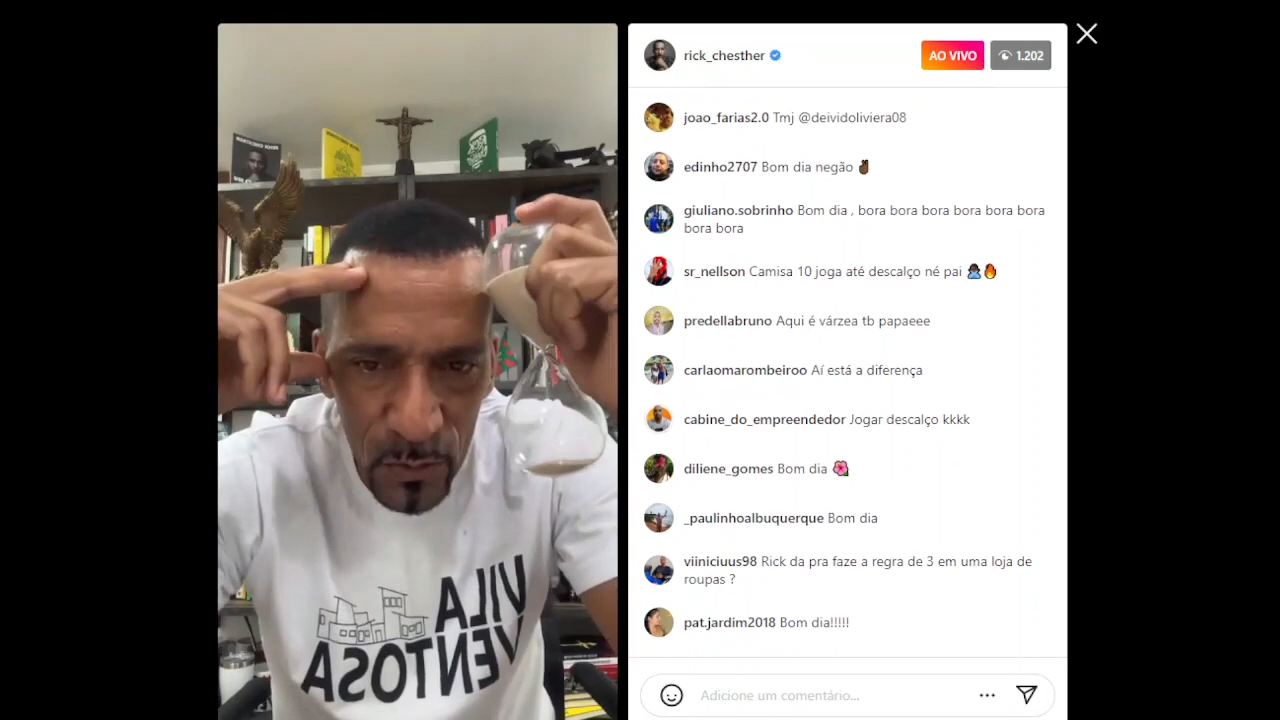 rick_chesther
AO VIVO
1.202
joao_farias2.0 Tmj @deividoliviera08
edinho2707 Bom dia negão ✌🏿
giuliano.sobrinho Bom dia , bora bora bora bora bora bora
bora bora
sr_nellson Camisa 10 joga até descalço né pai 🔥
predellabruno Aqui é várzea tb papaeee
carlaomarombeiroo Aí está a diferença
cabine_do_empreendedor Jogar descalço kkkk
diliene_gomes Bom dia 🌺
_paulinhoalbuquerque Bom dia
viiniciuus98 Rick da pra faze a regra de 3 em uma loja de
roupas ?
pat.jardim2018 Bom dia!!!!!
Adicione um comentário...
VILA
VENTOSA